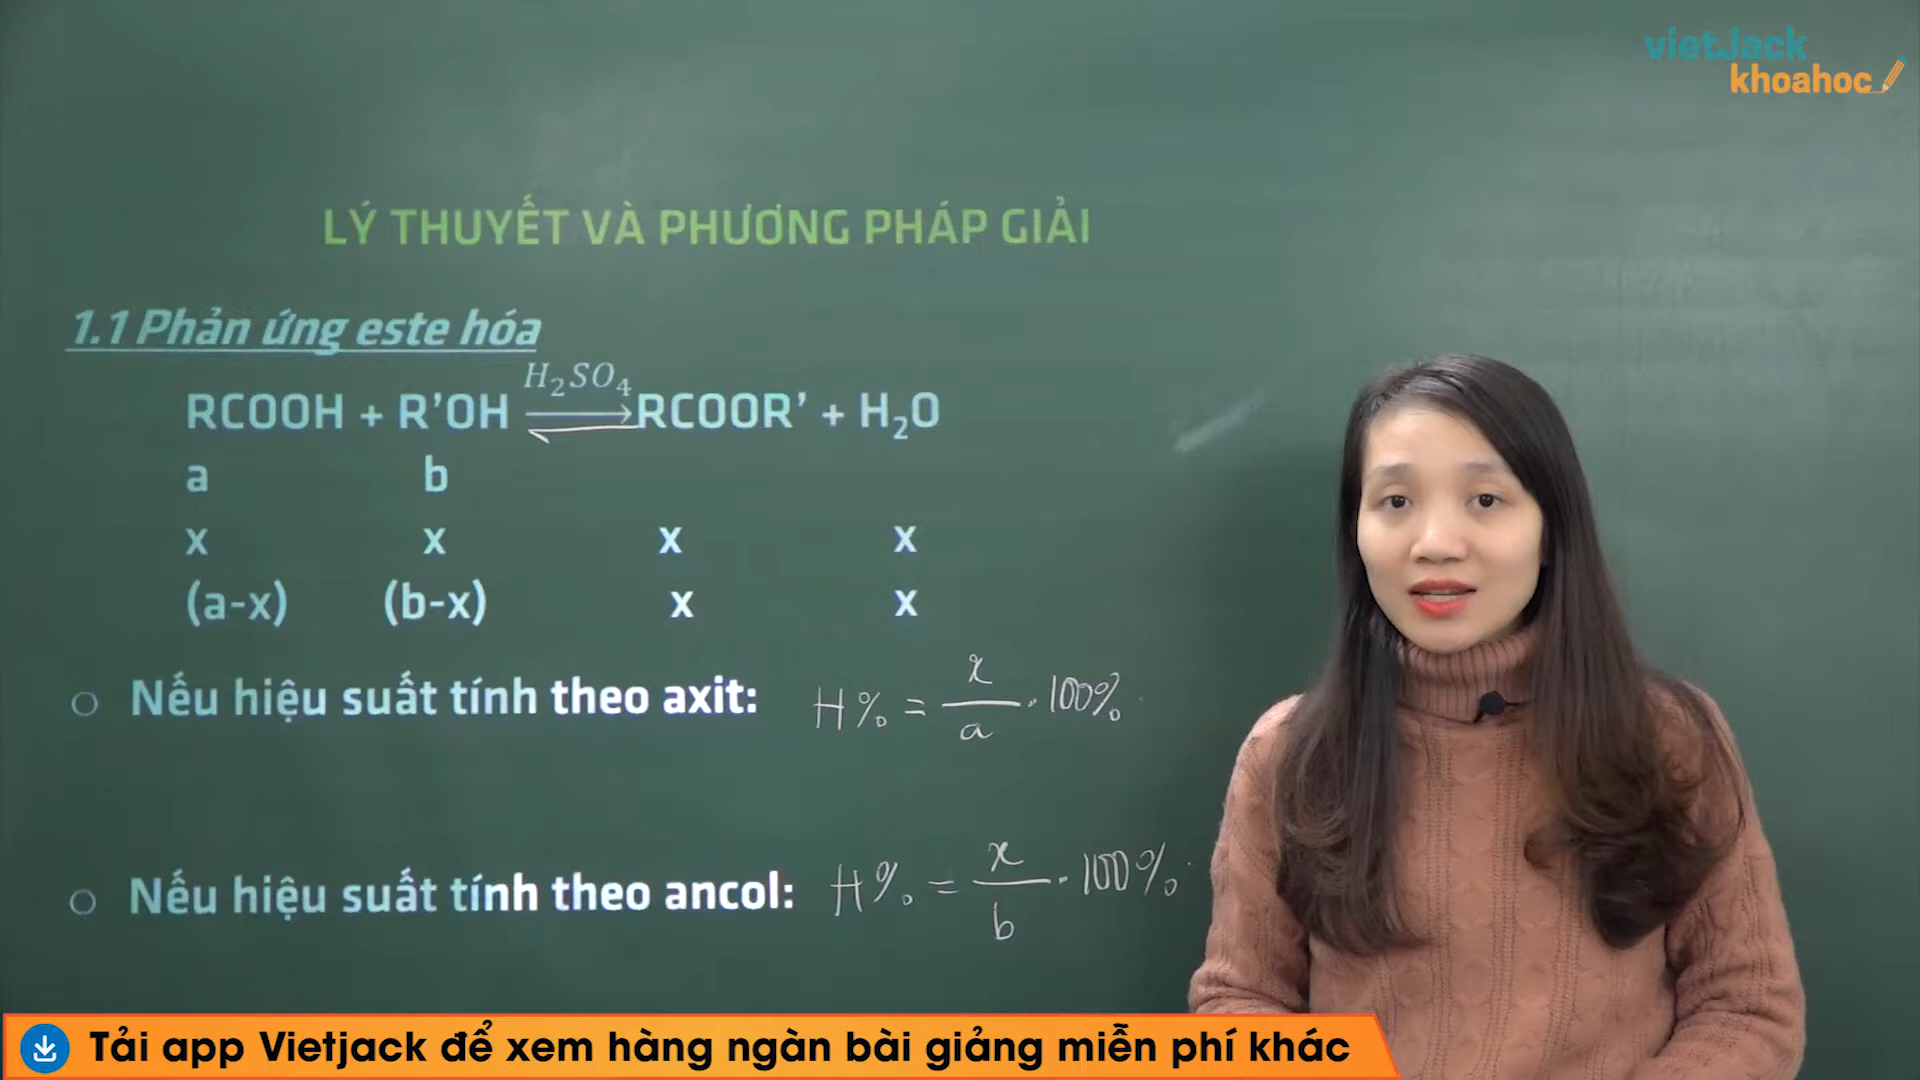 vietJack
khoahoc
LÝ THUYẾT VÀ PHƯƠNG PHÁP GIẢI
1.1 Phản ứng este hóa
H₂SO₄
RCOOH + R’OH ⇌ RCOOR’ + H₂O
a b
x x x x
(a-x) (b-x) x x
Nếu hiệu suất tính theo axit: H% = x/a . 100%
Nếu hiệu suất tính theo ancol: H% = x/b . 100%
Tải app Vietjack để xem hàng ngàn bài giảng miễn phí khác